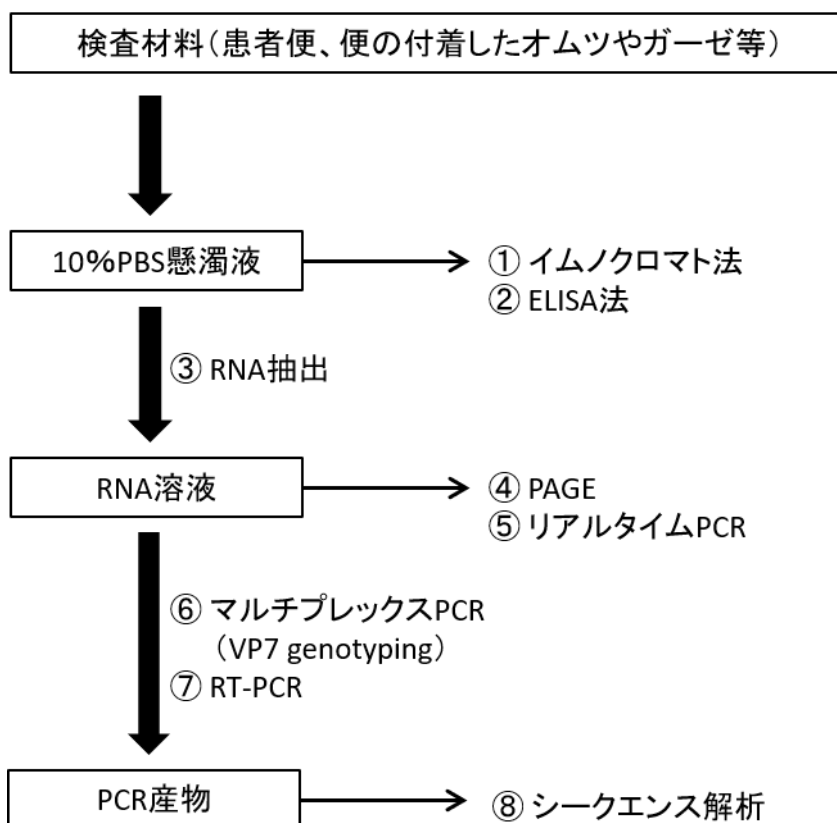 検査材料（患者便、便の付着したオムツやガーゼ等）
10%PBS懸濁液
① イムノクロマト法
② ELISA法
③ RNA抽出
RNA溶液
④ PAGE
⑤ リアルタイムPCR
⑥ マルチプレックスPCR
（VP7 genotyping）
⑦ RT-PCR
PCR産物
⑧ シークエンス解析